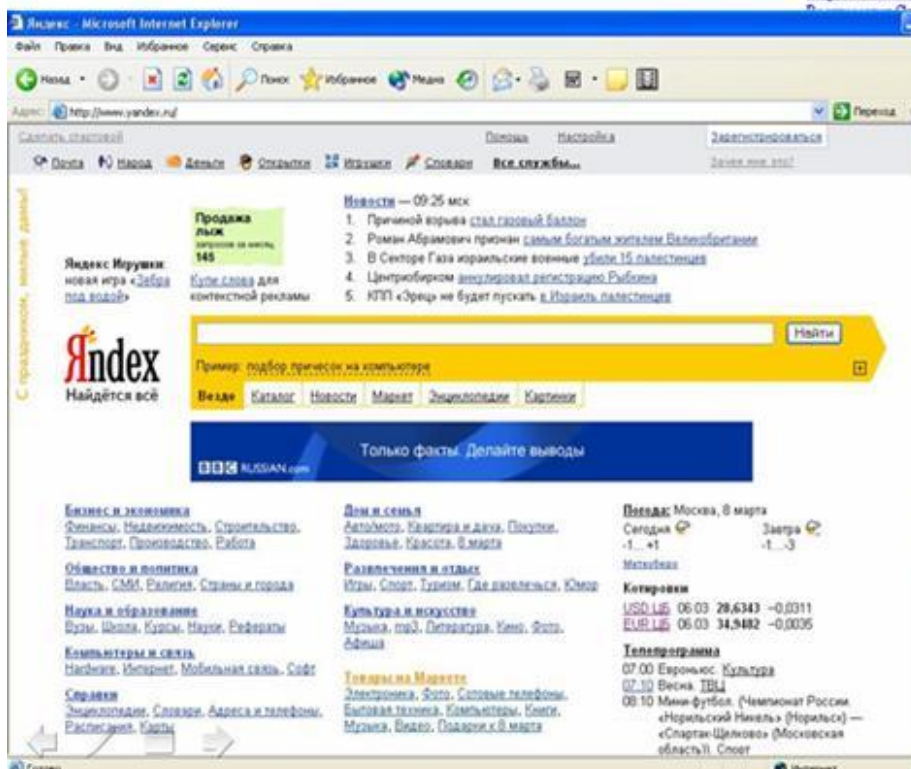 Яндекс - Microsoft Internet Explorer
Файл Правка Вид Избранное Сервис Справка
Назад Поиск Избранное Медиа
Адрес: http://www.yandex.ru/ Переход
Сделать стартовой Помощь Настройка Зарегистрироваться
Почта Народ Деньги Открытки Игрушки Словари Все службы... Зачем мне это?
С праздником, милые дамы!
Продажа
лыж
запросов за месяц
145
Купи слова для
контекстной рекламы
Яндекс Игрушки:
новая игра «Зебра
под водой»
Новости — 09:25 мск
1. Причиной взрыва стал газовый баллон
2. Роман Абрамович признан самым богатым жителем Великобритании
3. В Секторе Газа израильские военные убили 15 палестинцев
4. Центризбирком аннулировал регистрацию Рыбкина
5. КПП «Эрец» не будет пускать в Израиль палестинцев
Яndex
Найдётся всё
Найти
Пример: подбор причесок на компьютере
Везде Каталог Новости Маркет Энциклопедии Картинки
BBC RUSSIAN.com Только факты. Делайте выводы
Бизнес и экономика
Финансы, Недвижимость, Строительство,
Транспорт, Производство, Работа
Общество и политика
Власть, СМИ, Религия, Страны и города
Наука и образование
Вузы, Школа, Курсы, Науки, Рефераты
Компьютеры и связь
Hardware, Интернет, Мобильная связь, Софт
Справки
Энциклопедии, Словари, Адреса и телефоны,
Расписания, Карты
Дом и семья
Авто/мото, Квартира и дача, Покупки,
Здоровье, Красота, 8 марта
Развлечения и отдых
Игры, Спорт, Туризм, Где развлечься, Юмор
Культура и искусство
Музыка, mp3, Литература, Кино, Фото,
Афиша
Товары на Маркете
Электроника, Фото, Сотовые телефоны,
Бытовая техника, Компьютеры, Книги,
Музыка, Видео, Подарки к 8 марта
Погода: Москва, 8 марта
Сегодня Завтра
-1...+1 -1...-3
Котировки
USD ЦБ 06.03 28,6343 −0,0311
EUR ЦБ 06.03 34,9482 −0,0035
Телепрограмма
07:00 Евроньюс. Культура
07:10 Весна. ТВЦ
08:10 Мини-футбол. (Чемпионат России.
«Норильский Никель» (Норильск) —
«Спартак-Щелково» (Московская
область)). Спорт
Готово Интернет